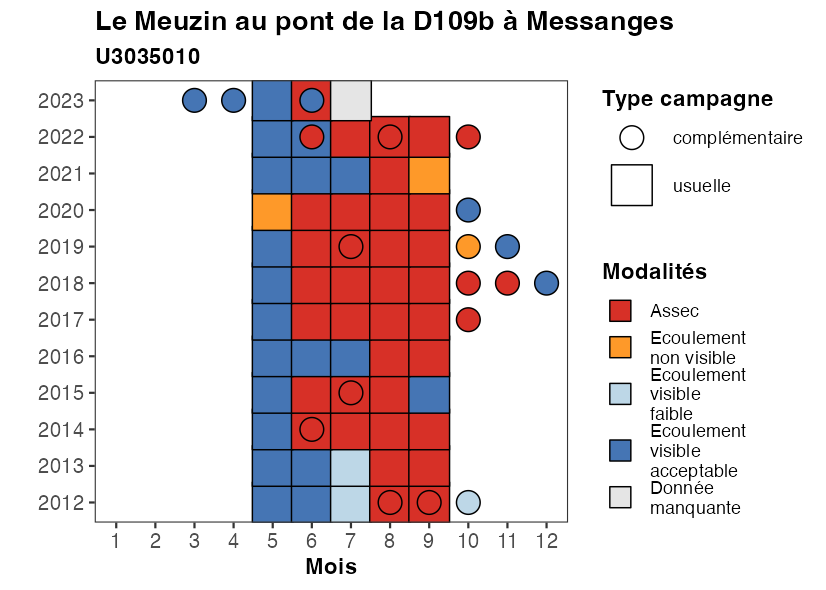 Le Meuzin au pont de la D109b à Messanges
U3035010
2023
2022
2021
2020
2019
2018
2017
2016
2015
2014
2013
2012
1 2 3 4 5 6 7 8 9 10 11 12
Mois
Type campagne
complémentaire
usuelle
Modalités
Assec
Ecoulement
non visible
Ecoulement
visible
faible
Ecoulement
visible
acceptable
Donnée
manquante